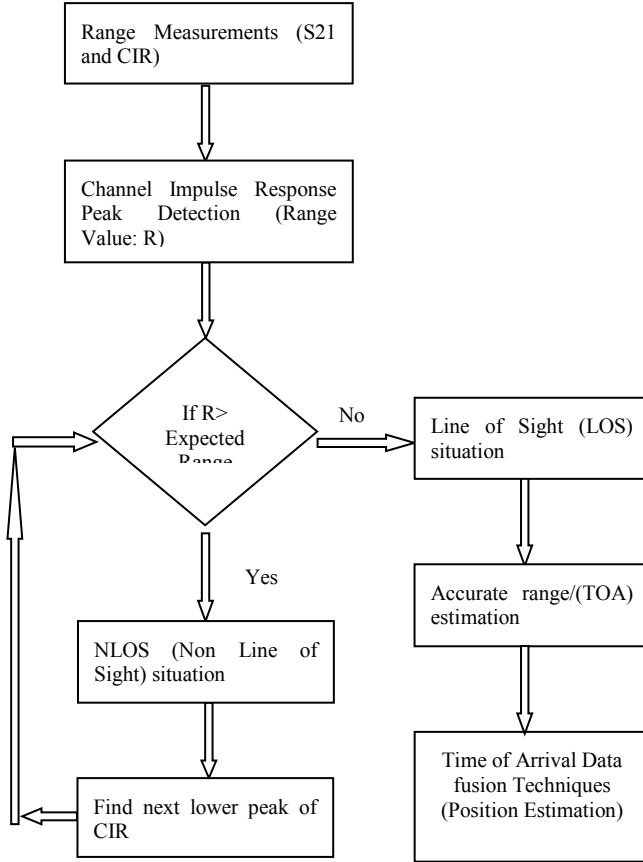 Range Measurements (S21
and CIR)
Channel Impulse Response
Peak Detection (Range
Value: R)
If R>
Expected
Range
No
Line of Sight (LOS)
situation
Yes
Accurate range/(TOA)
estimation
NLOS (Non Line of
Sight) situation
Time of Arrival Data
fusion Techniques
(Position Estimation)
Find next lower peak of
CIR